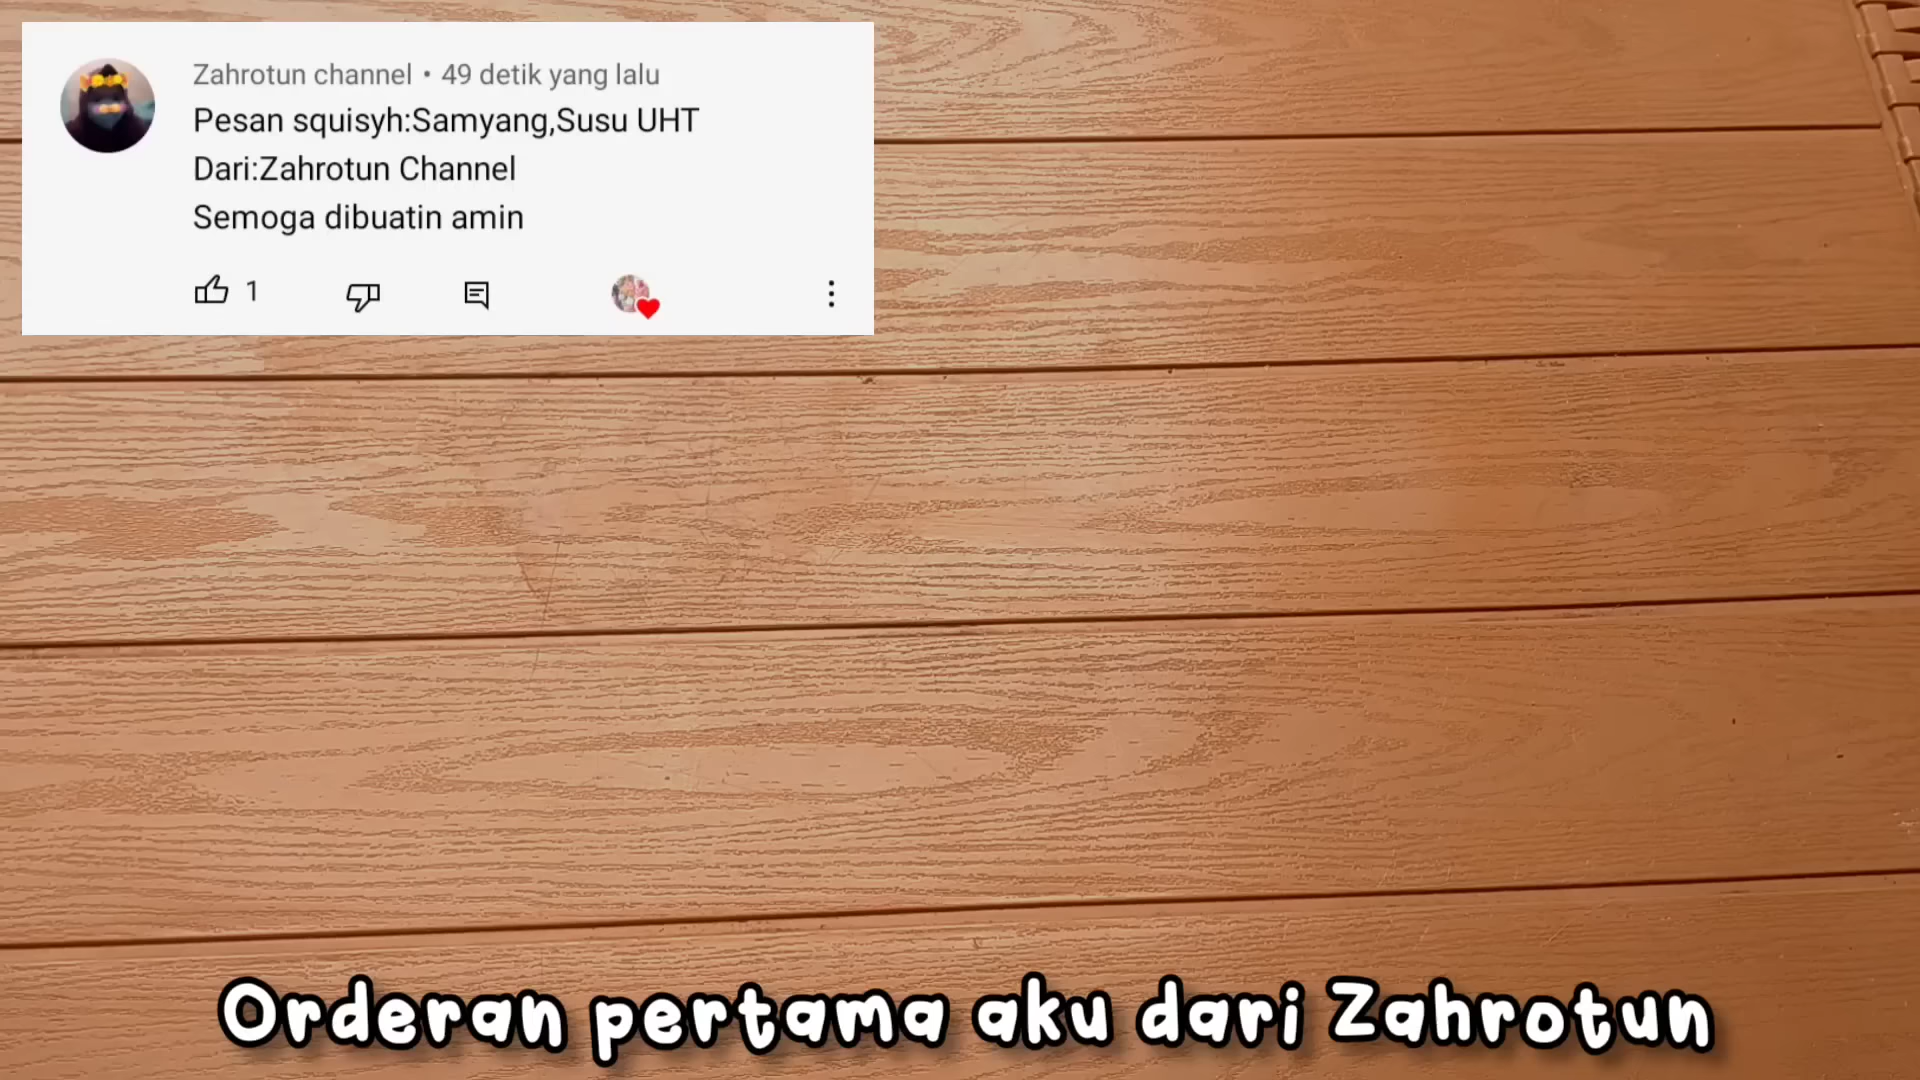 Zahrotun channel • 49 detik yang lalu
Pesan squisyh:Samyang,Susu UHT
Dari:Zahrotun Channel
Semoga dibuatin amin
1
Orderan pertama aku dari Zahrotun